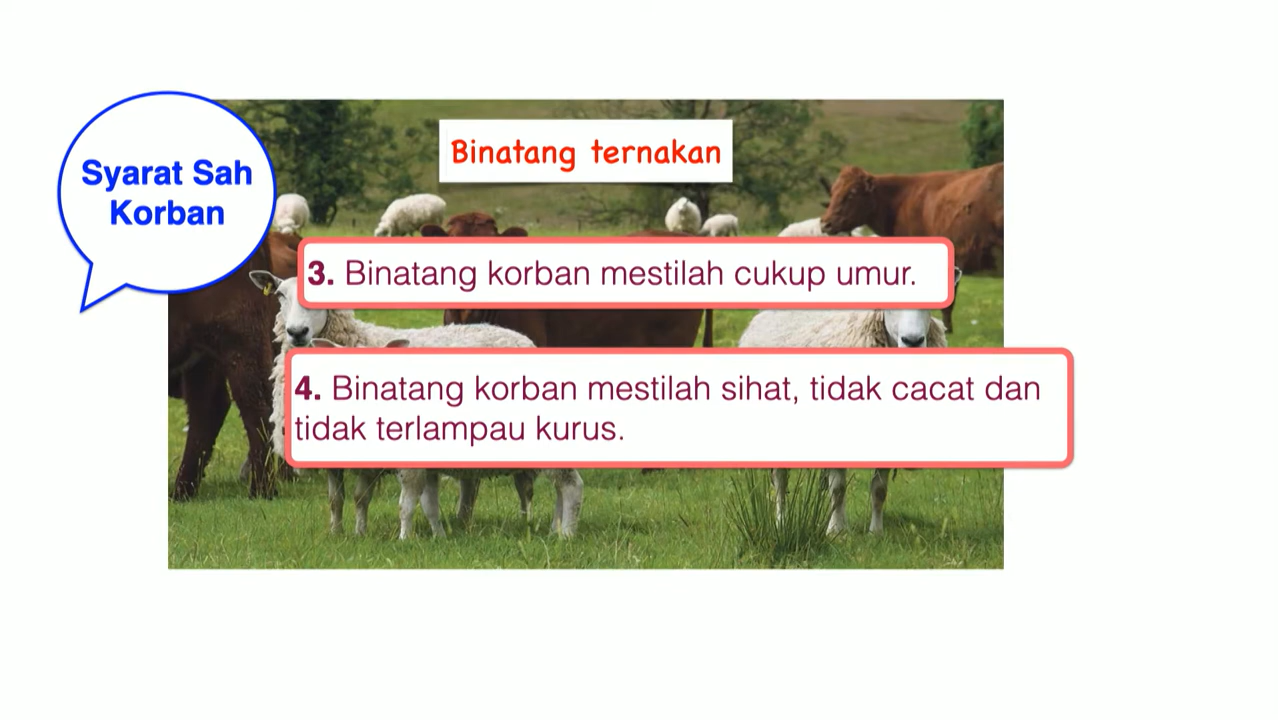 Syarat Sah
Korban
Binatang ternakan
3. Binatang korban mestilah cukup umur.
4. Binatang korban mestilah sihat, tidak cacat dan
tidak terlampau kurus.